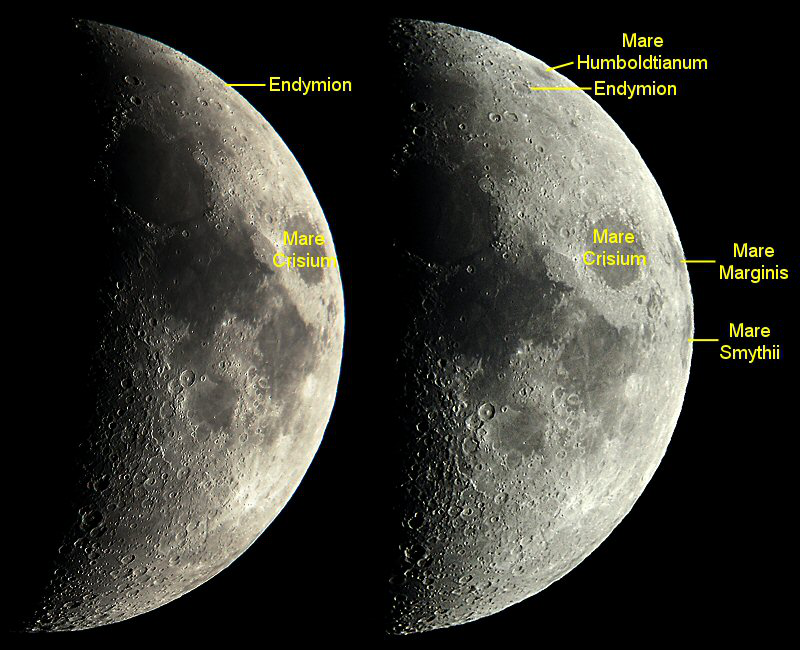 Endymion
Mare
Crisium
Mare
Humboldtianum
Endymion
Mare
Crisium
Mare
Marginis
Mare
Smythii